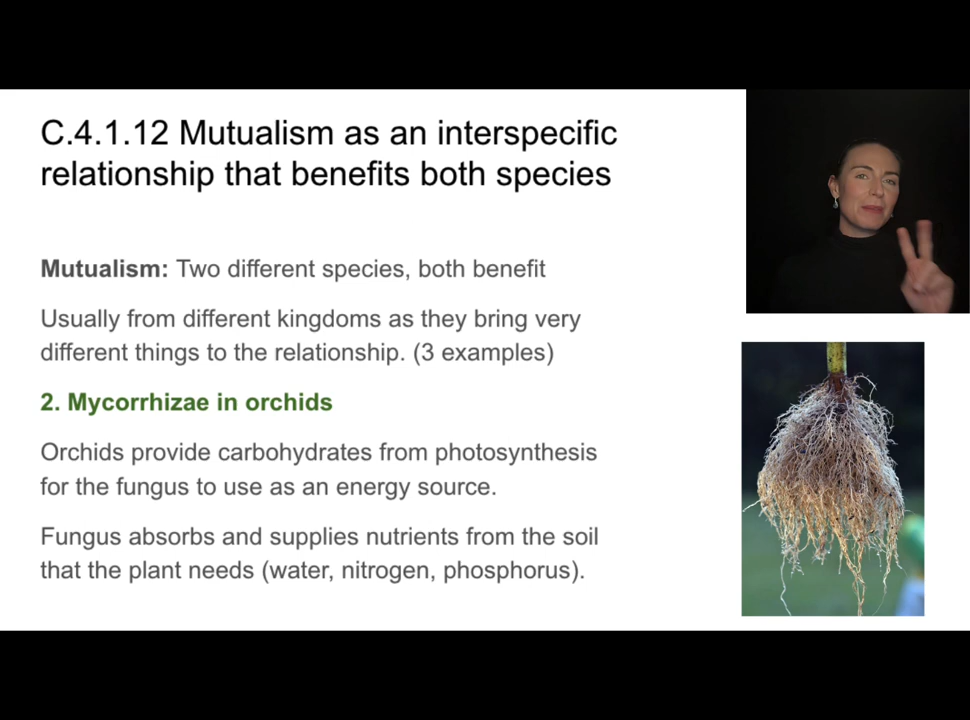 C.4.1.12 Mutualism as an interspecific
relationship that benefits both species
Mutualism: Two different species, both benefit
Usually from different kingdoms as they bring very
different things to the relationship. (3 examples)
2. Mycorrhizae in orchids
Orchids provide carbohydrates from photosynthesis
for the fungus to use as an energy source.
Fungus absorbs and supplies nutrients from the soil
that the plant needs (water, nitrogen, phosphorus).